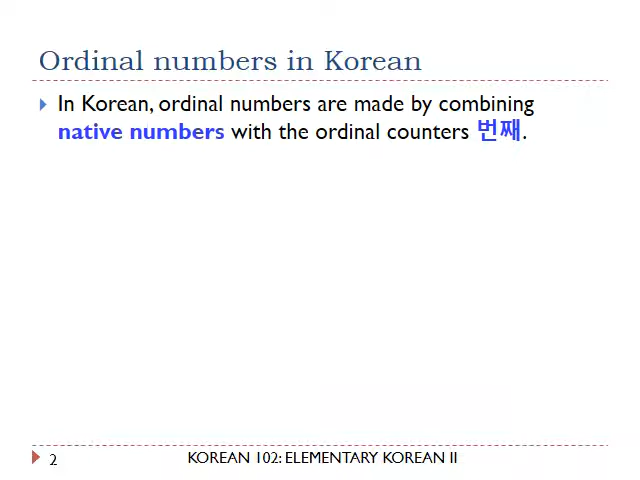 Ordinal numbers in Korean
In Korean, ordinal numbers are made by combining
native numbers with the ordinal counters 번째.
2
KOREAN 102: ELEMENTARY KOREAN II